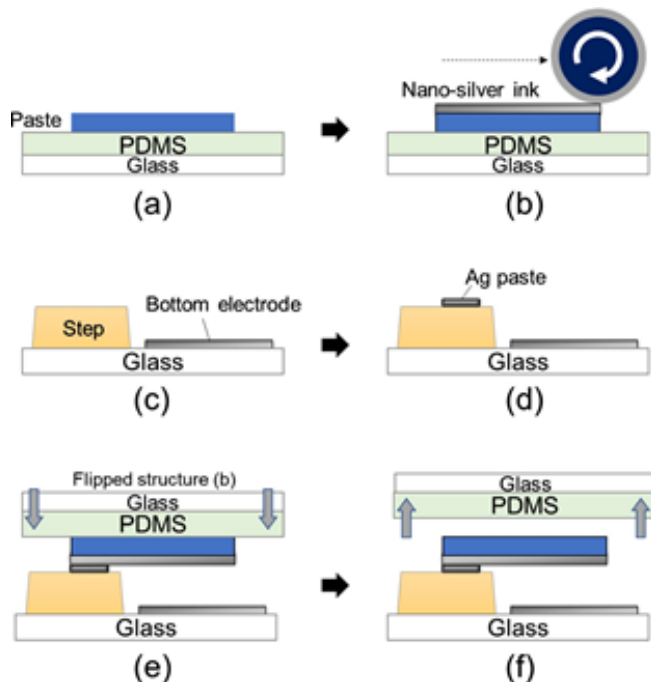 Paste
PDMS
Glass
(a)
Nano-silver ink
PDMS
Glass
(b)
Step
Bottom electrode
Glass
(c)
Ag paste
Glass
(d)
Flipped structure (b)
Glass
PDMS
Glass
(e)
Glass
PDMS
Glass
(f)